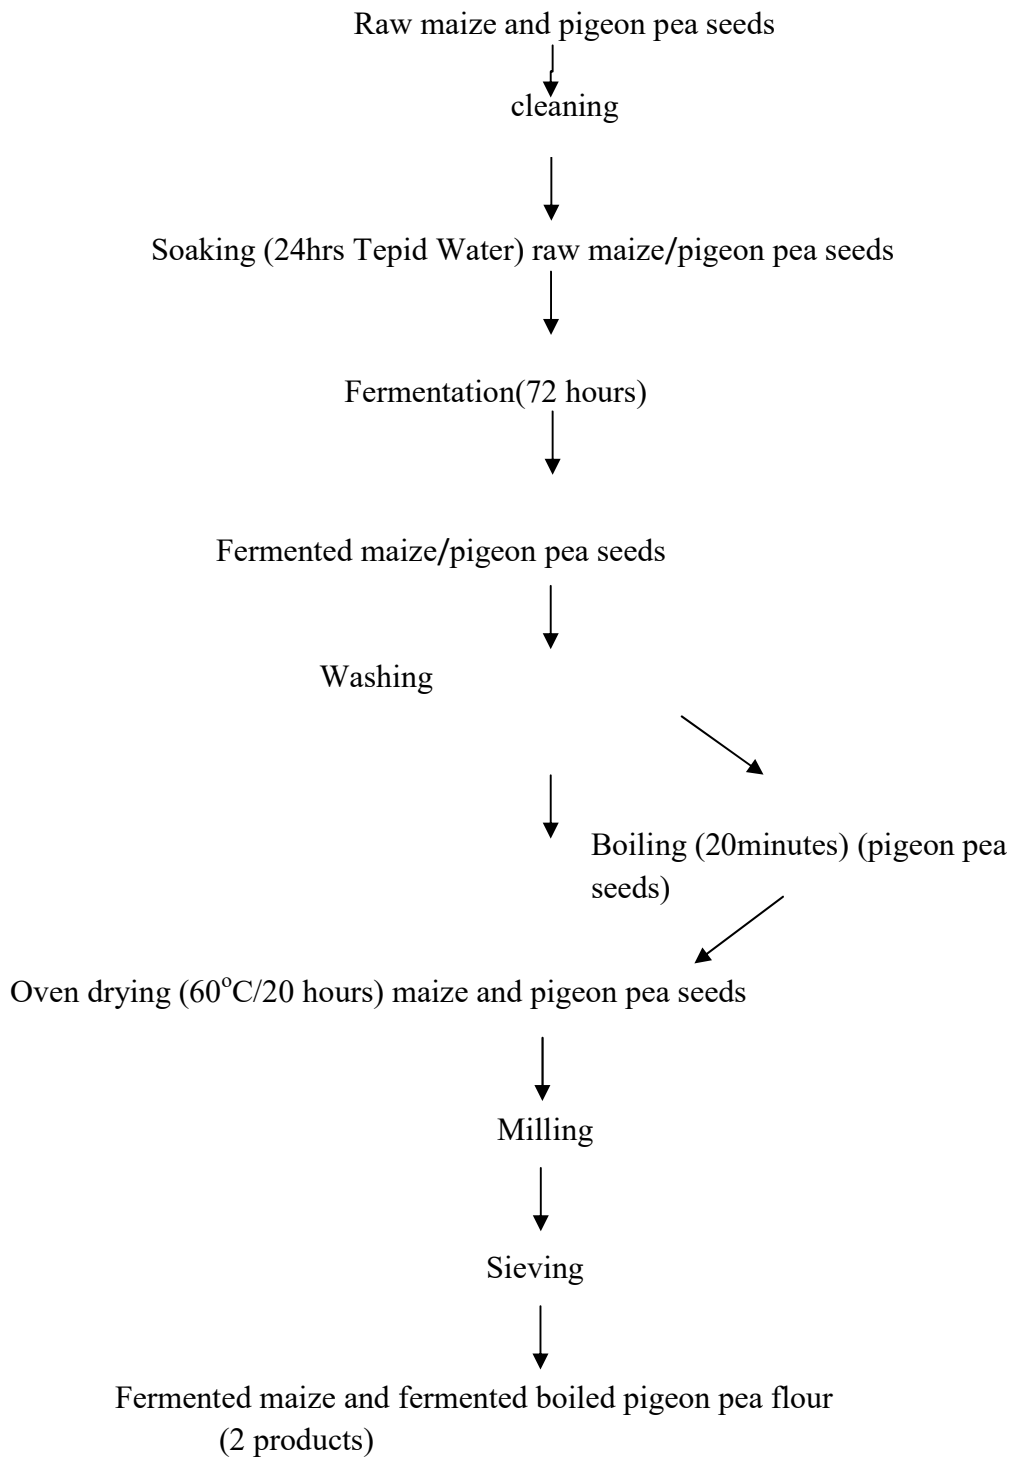 Raw maize and pigeon pea seeds
cleaning
Soaking (24hrs Tepid Water) raw maize/pigeon pea seeds
Fermentation(72 hours)
Fermented maize/pigeon pea seeds
Washing
Boiling (20minutes) (pigeon pea
seeds)
Oven drying (60°C/20 hours) maize and pigeon pea seeds
Milling
Sieving
Fermented maize and fermented boiled pigeon pea flour
(2 products)